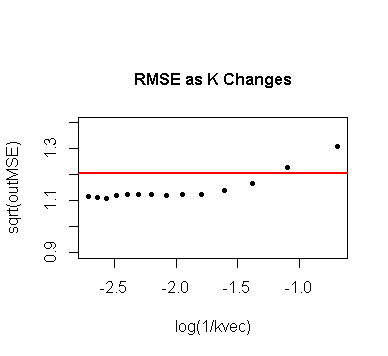 RMSE as K Changes
sqrt(outMSE)
1.3
1.1
0.9
-2.5 -2.0 -1.5 -1.0
log(1/kvec)